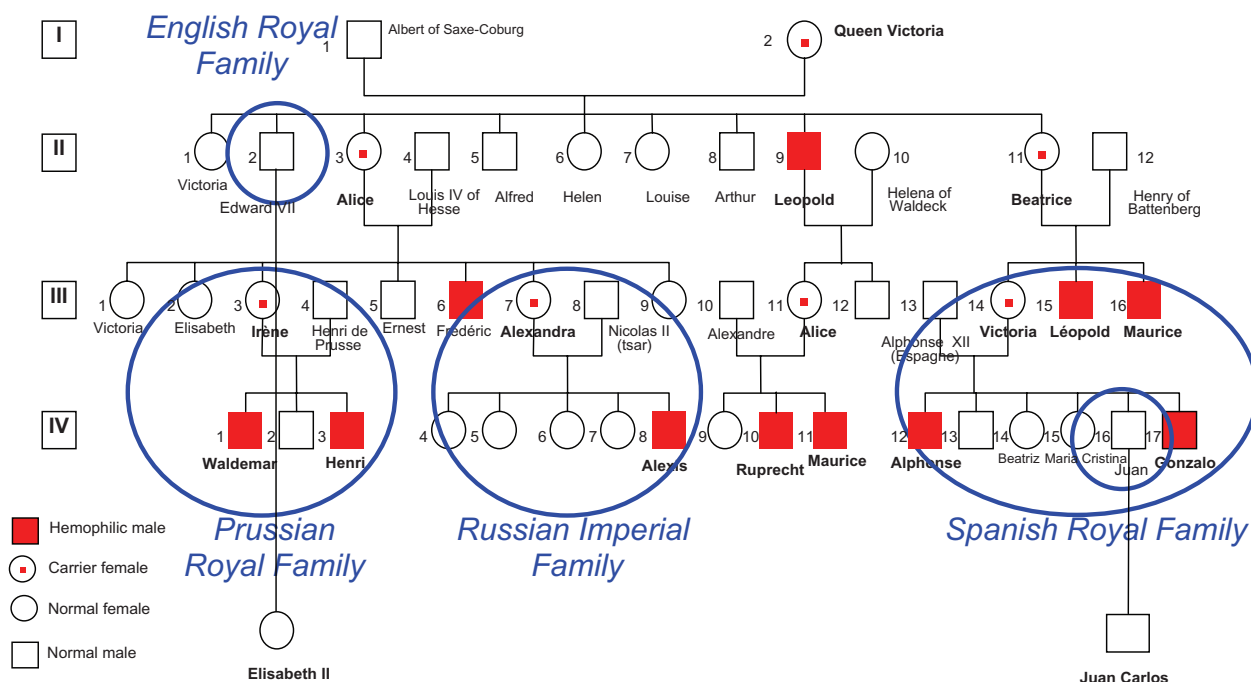 I
English Royal
Family
1
Albert of Saxe-Coburg
2
Queen Victoria
II
1
Victoria
2
Edward VII
3
Alice
4
Louis IV of
Hesse
5
Alfred
6
Helen
7
Louise
8
Arthur
9
Leopold
10
Helena of
Waldeck
11
Beatrice
12
Henry of
Battenberg
III
1
Victoria
2
Elisabeth
3
Irène
4
Henri de
Prusse
5
Ernest
6
Frédéric
7
Alexandra
8
Nicolas II
(tsar)
9
10
Alexandre
11
Alice
12
13
Alphonse XII
(Espagne)
14
Victoria
15
Léopold
16
Maurice
IV
1
Waldemar
2
3
Henri
4
5
6
7
8
Alexis
9
10
Ruprecht
11
Maurice
12
Alphonse
13
14
Beatriz
15
Maria Cristina
16
Juan
17
Gonzalo
Prussian
Royal Family
Russian Imperial
Family
Spanish Royal Family
Hemophilic male
Carrier female
Normal female
Normal male
Elisabeth II
Juan Carlos